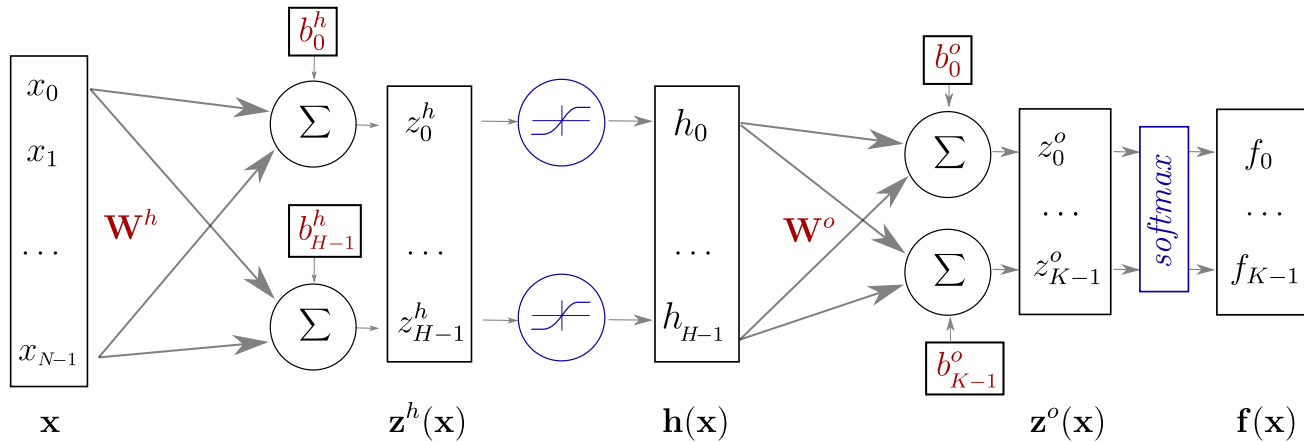 b_0^h
b_0^o
x_0
z_0^h
h_0
Σ
Σ
z_0^o
f_0
x_1
W^h
b_{H-1}^h
W^o
softmax
... ... ... ... ...
Σ
Σ
z_{K-1}^o
f_{K-1}
x_{N-1}
z_{H-1}^h
h_{H-1}
b_{K-1}^o
x z^h(x) h(x) z^o(x) f(x)